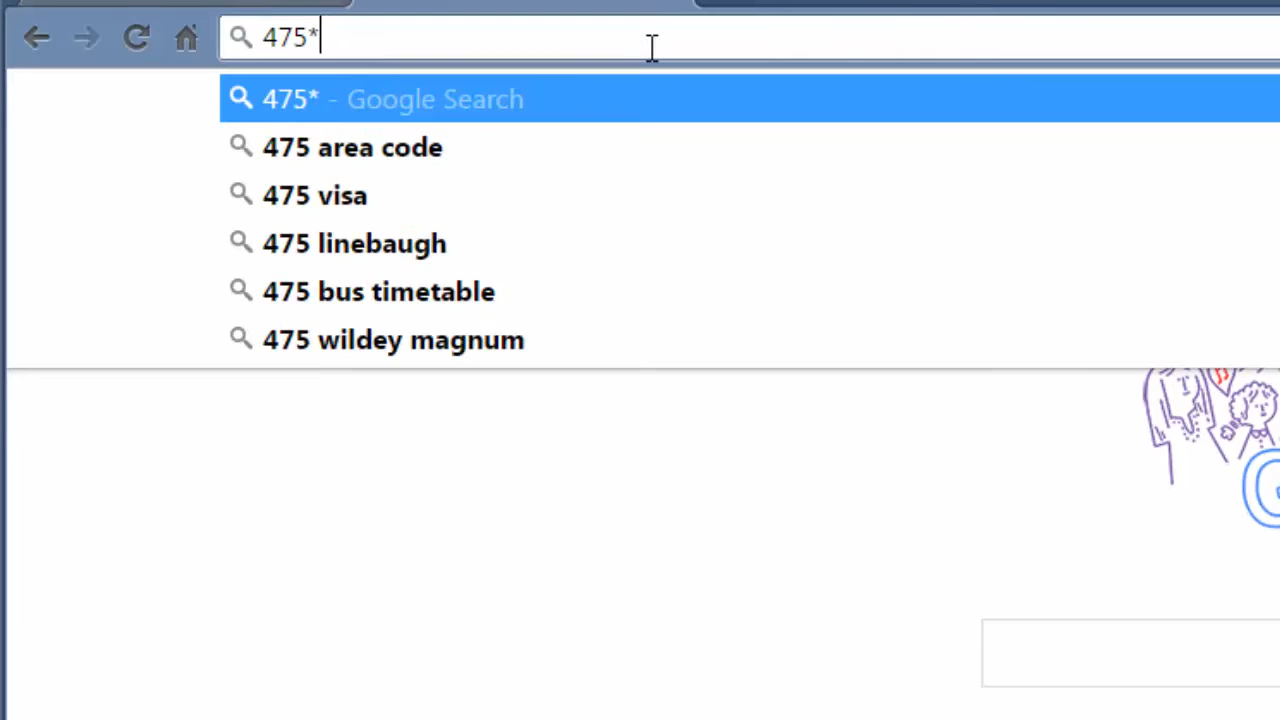 475*
475* - Google Search
475 area code
475 visa
475 linebaugh
475 bus timetable
475 wildey magnum
G